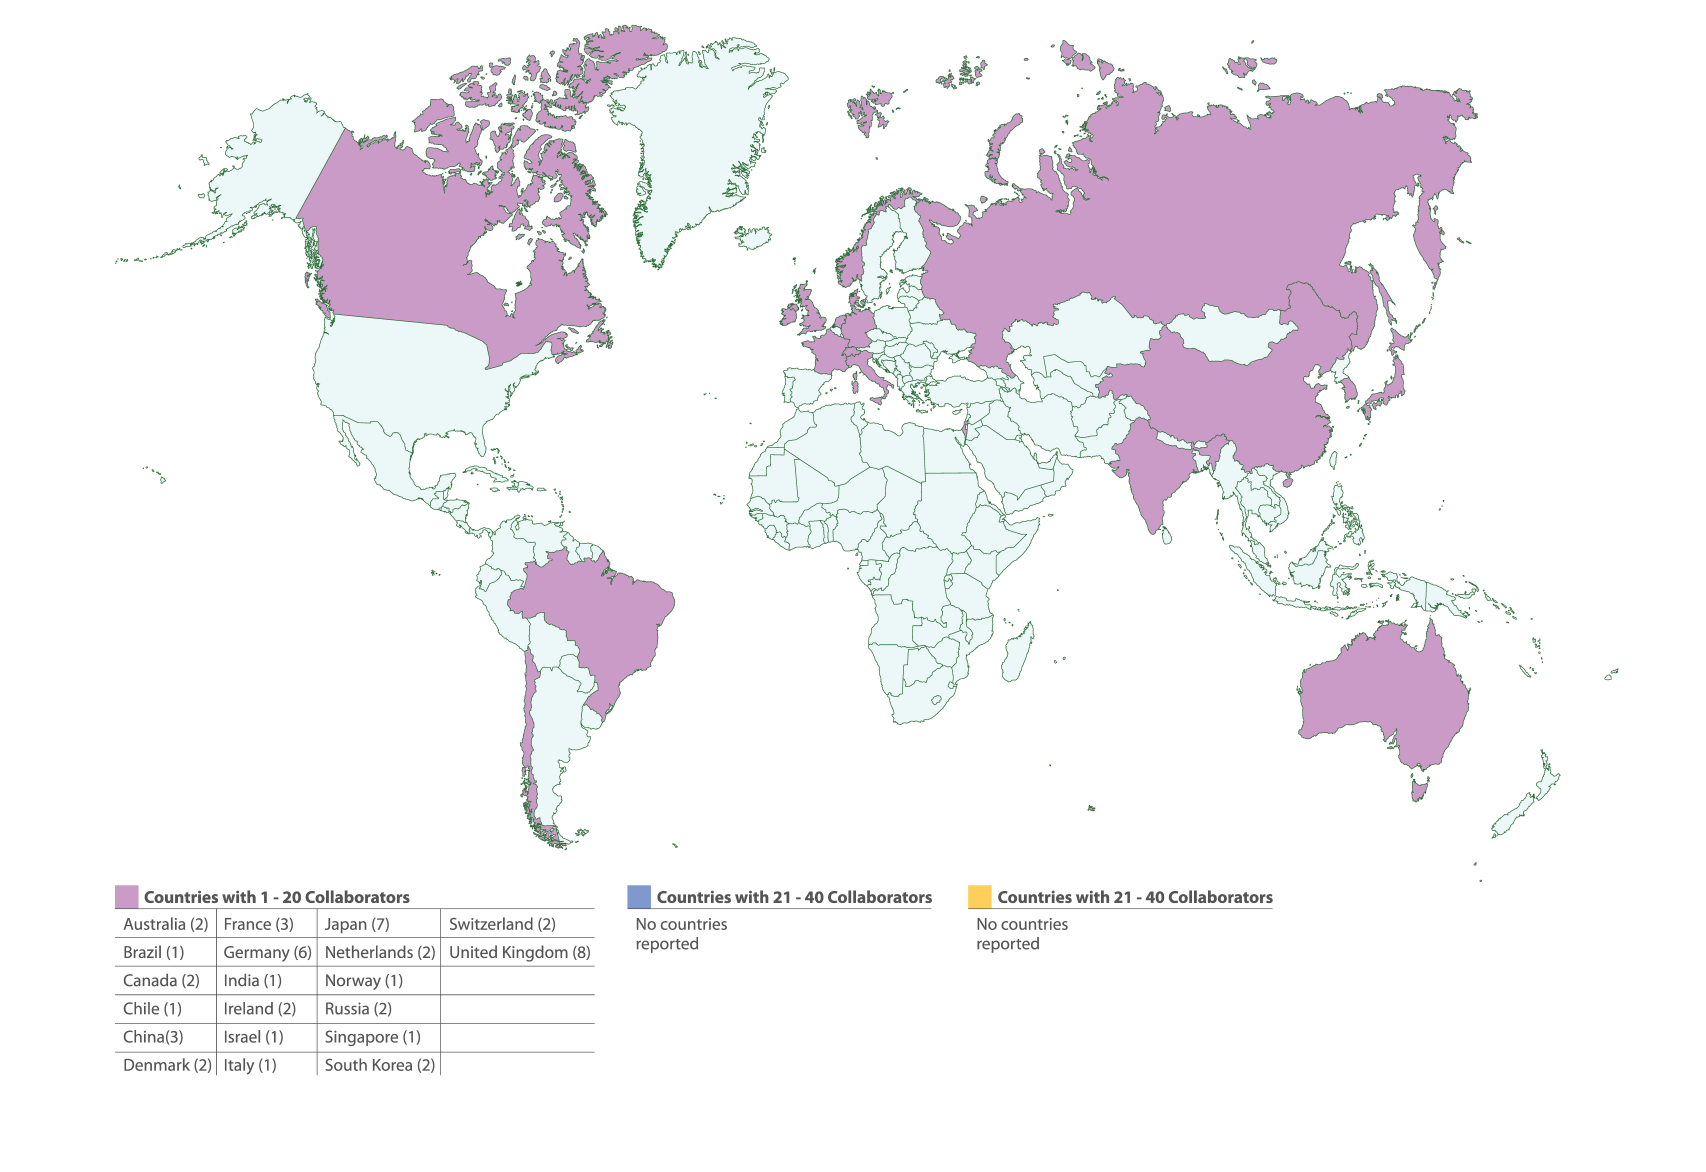 Countries with 1 - 20 Collaborators
Australia (2) France (3) Japan (7) Switzerland (2)
Brazil (1) Germany (6) Netherlands (2) United Kingdom (8)
Canada (2) India (1) Norway (1)
Chile (1) Ireland (2) Russia (2)
China(3) Israel (1) Singapore (1)
Denmark (2) Italy (1) South Korea (2)
Countries with 21 - 40 Collaborators
No countries
reported
Countries with 21 - 40 Collaborators
No countries
reported